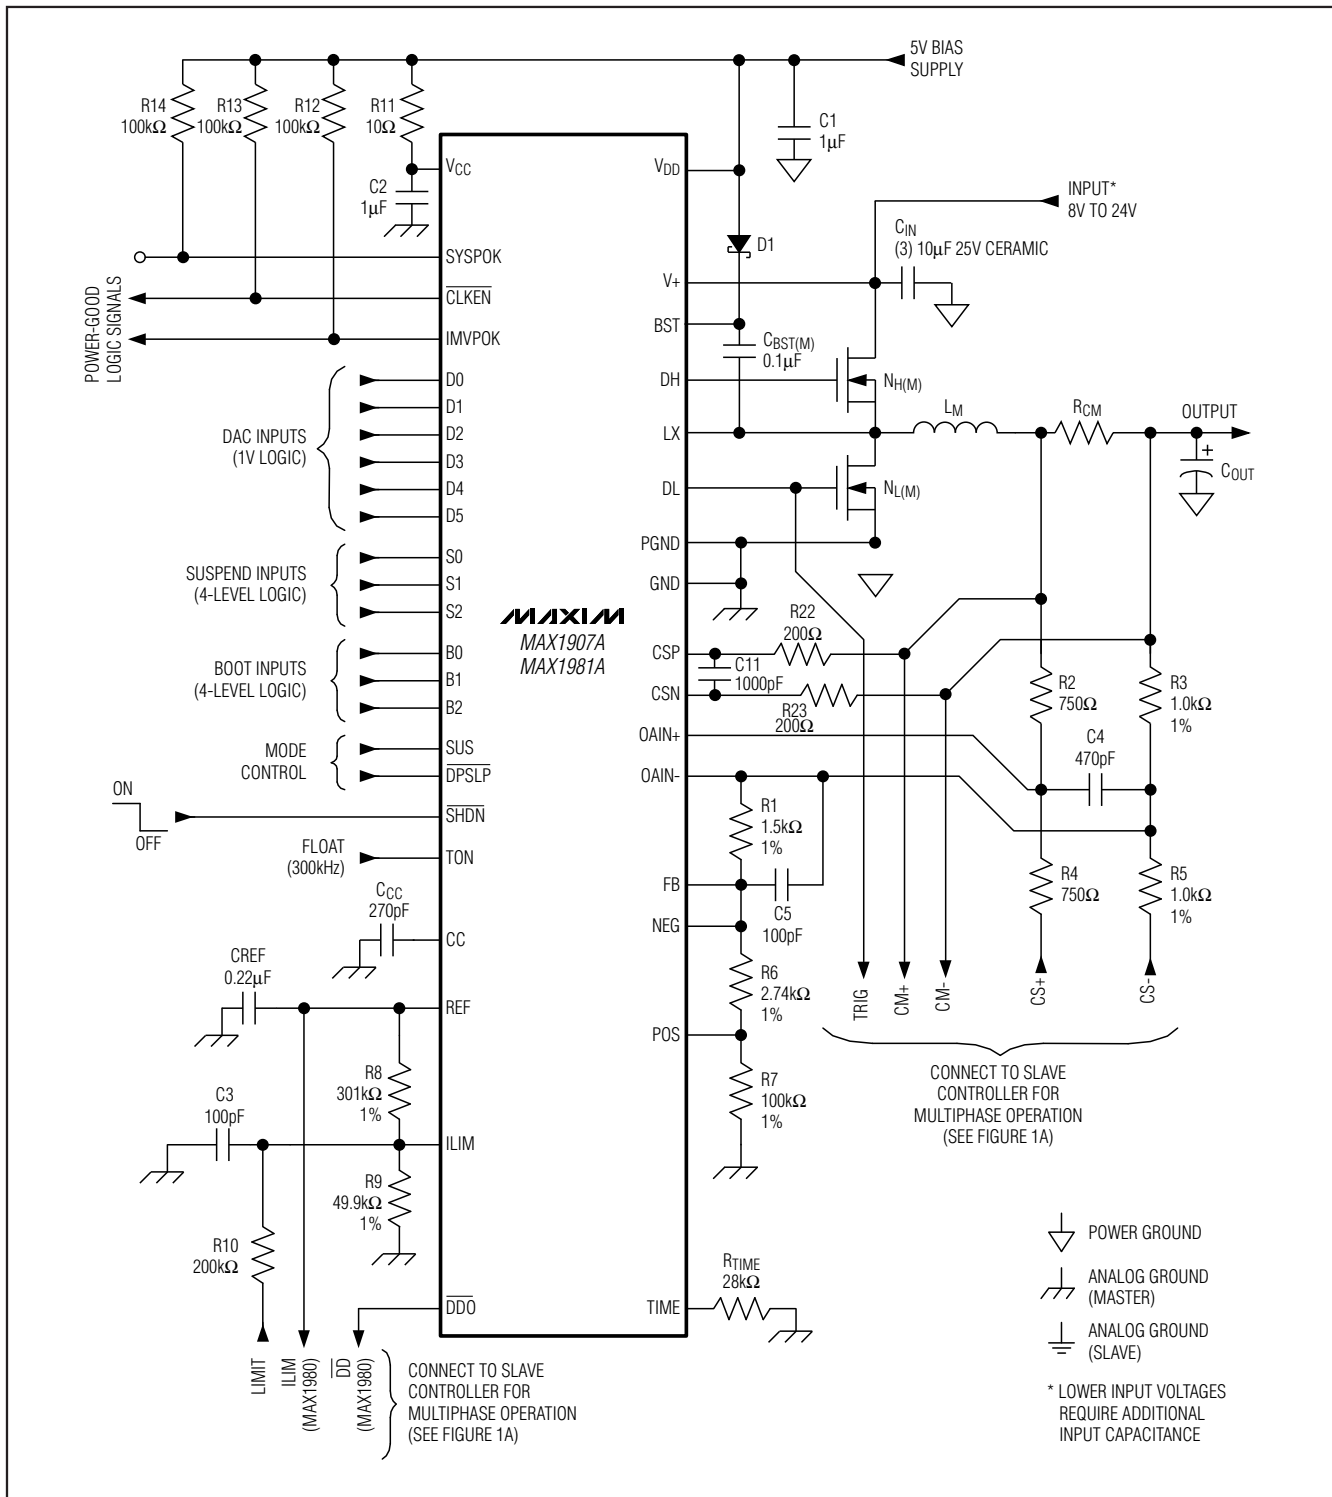 5V BIAS
SUPPLY
R14
100kΩ
R13
100kΩ
R12
100kΩ
R11
10Ω
C1
1µF
VCC
VDD
C2
1µF
INPUT*
8V TO 24V
CIN
(3) 10µF 25V CERAMIC
D1
SYSPOK
V+
CLKEN
POWER-GOOD
LOGIC SIGNALS
BST
IMVPOK
CBST(M)
0.1µF
D0
DH
NH(M)
D1
DAC INPUTS
(1V LOGIC)
D2
LX
LM
RCM
OUTPUT
D3
+
COUT
D4
DL
NL(M)
D5
PGND
SUSPEND INPUTS
(4-LEVEL LOGIC)
S0
S1
S2
GND
MAXIM
MAX1907A
MAX1981A
R22
200Ω
BOOT INPUTS
(4-LEVEL LOGIC)
B0
B1
B2
CSP
C11
1000pF
CSN
R23
200Ω
R2
750Ω
R3
1.0kΩ
1%
MODE
CONTROL
SUS
DPSLP
OAIN+
C4
470pF
OAIN-
ON
OFF
SHDN
R1
1.5kΩ
1%
FLOAT
(300kHz)
TON
FB
C5
100pF
R4
750Ω
R5
1.0kΩ
1%
CCC
270pF
CC
NEG
CREF
0.22µF
REF
R6
2.74kΩ
1%
TRIG
CM+
CM-
CS+
CS-
POS
R8
301kΩ
1%
R7
100kΩ
1%
CONNECT TO SLAVE
CONTROLLER FOR
MULTIPHASE OPERATION
(SEE FIGURE 1A)
C3
100pF
ILIM
R9
49.9kΩ
1%
R10
200kΩ
POWER GROUND
RTIME
28kΩ
ANALOG GROUND
(MASTER)
DDO
TIME
ANALOG GROUND
(SLAVE)
LIMIT
ILIM
(MAX1980)
DD
(MAX1980)
CONNECT TO SLAVE
CONTROLLER FOR
MULTIPHASE OPERATION
(SEE FIGURE 1A)
* LOWER INPUT VOLTAGES
REQUIRE ADDITIONAL
INPUT CAPACITANCE